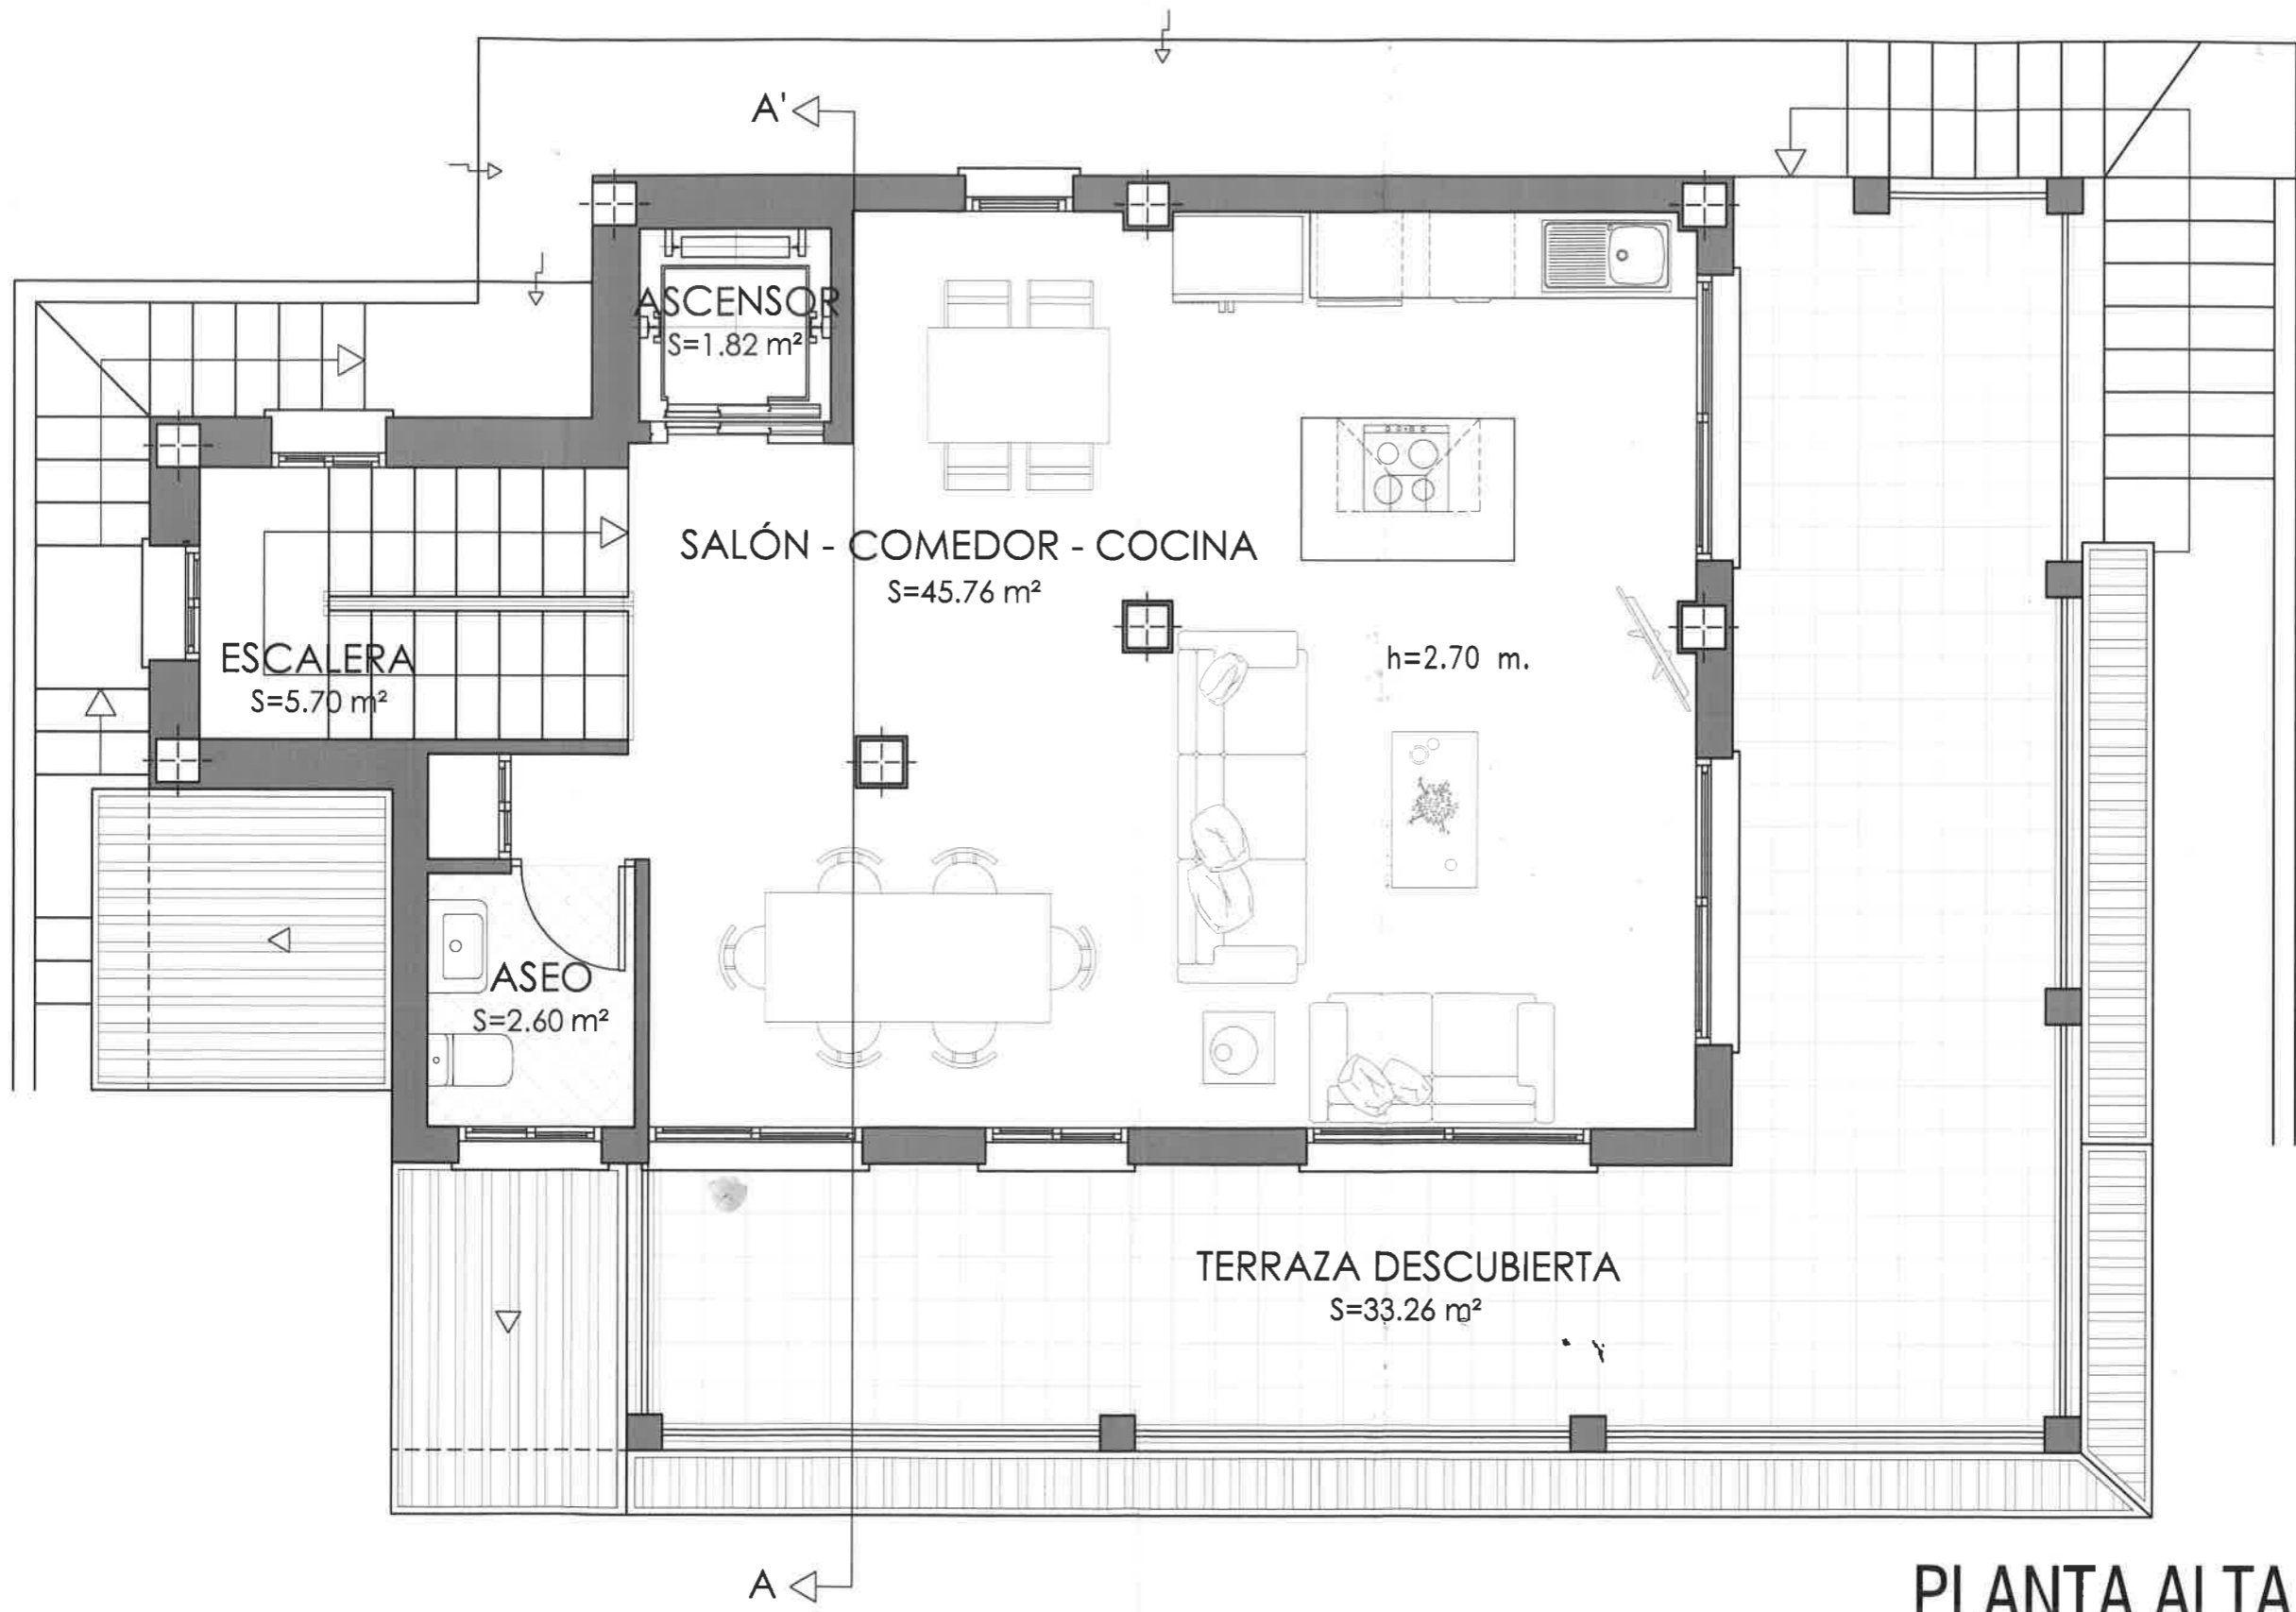 A'
ASCENSOR
S=1.82 m²
SALÓN - COMEDOR - COCINA
S=45.76 m²
ESCALERA
S=5.70 m²
h=2.70 m.
ASEO
S=2.60 m²
TERRAZA DESCUBIERTA
S=33.26 m²
A
PLANTA ALTA